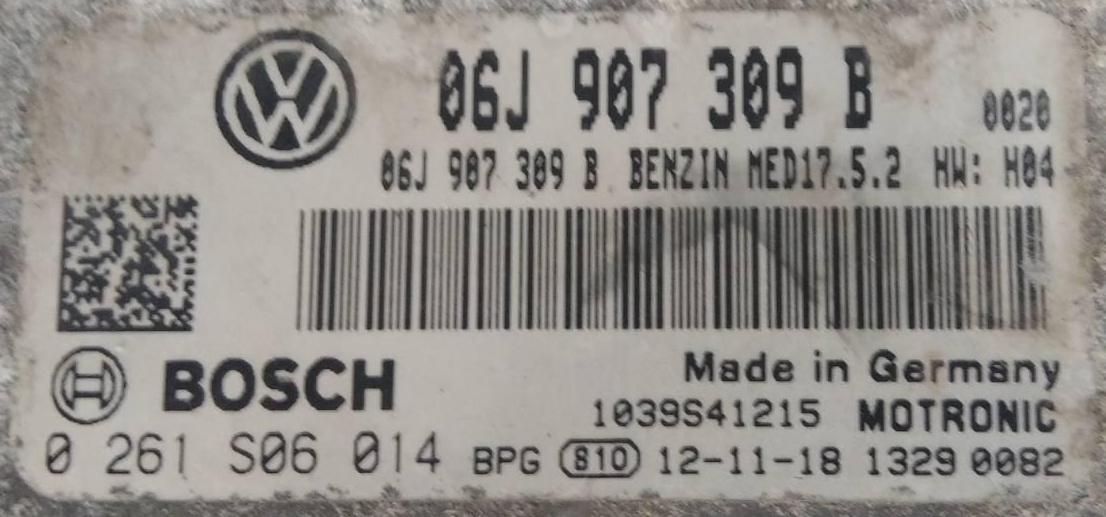 06J 907 309 B 0020
06J 907 309 B BENZIN MED17.5.2 HW: H04
BOSCH
Made in Germany
1039S41215 MOTRONIC
0 261 S06 014 BPG 810 12-11-18 1329 0082